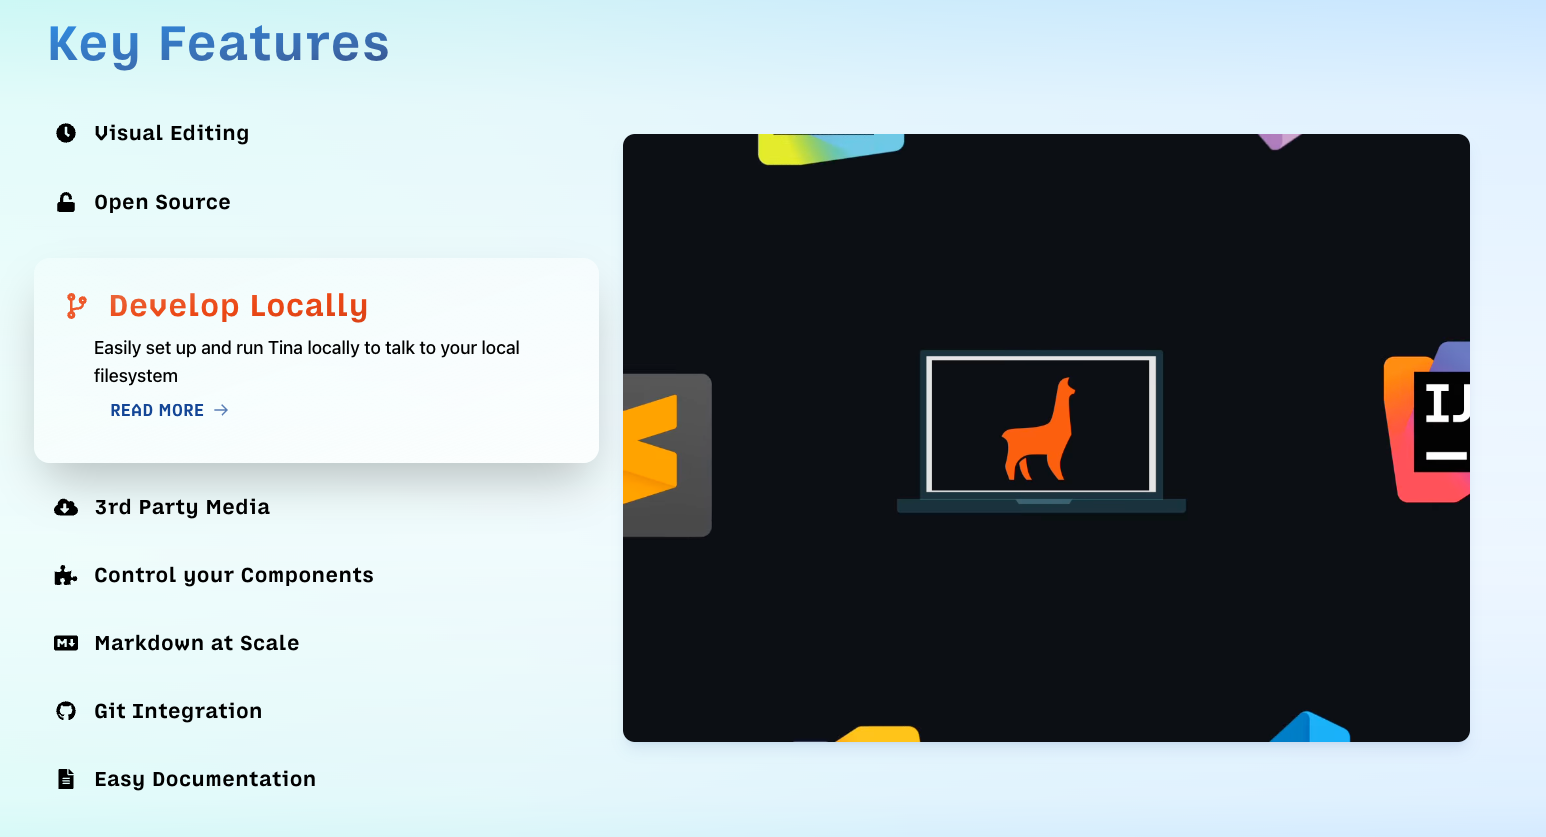 Key Features
Visual Editing
Open Source
Develop Locally
Easily set up and run Tina locally to talk to your local
filesystem
READ MORE
3rd Party Media
Control your Components
Markdown at Scale
Git Integration
Easy Documentation
IJ